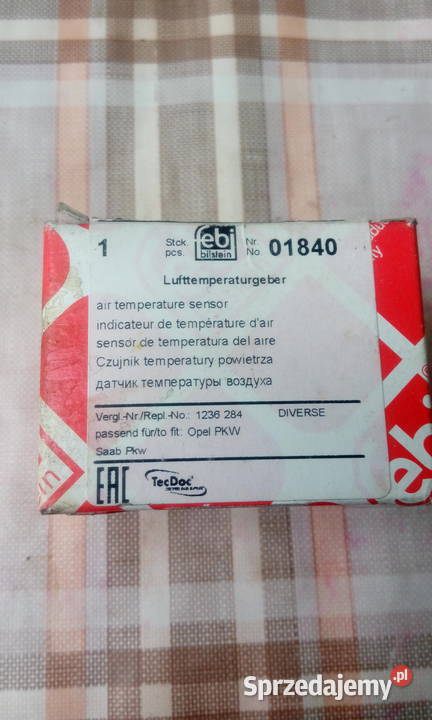 1 Stck. pcs. febi bilstein Nr. No. 01840
Lufttemperaturgeber
air temperature sensor
indicateur de température d'air
sensor de temperatura del aire
Czujnik temperatury powietrza
датчик температуры воздуха
Vergl-Nr/Repl.-No.: 1236 284 DIVERSE
passend für/to fit: Opel PKW
Saab Pkw
EAC TecDoc
ebi
in
Sprzedajemy.pl